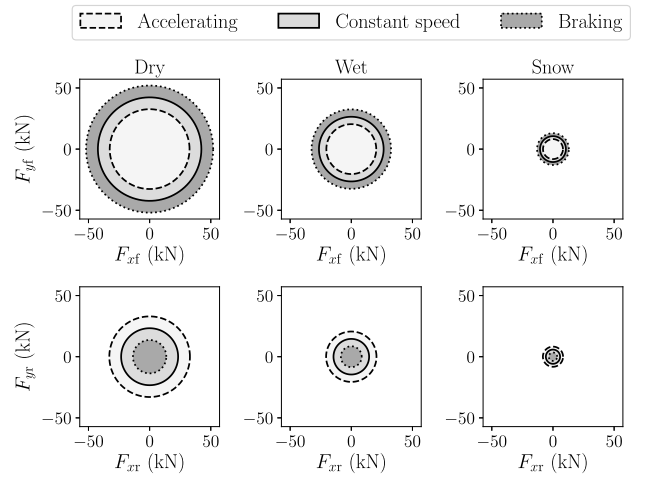 Accelerating Constant speed Braking
Dry Wet Snow
50 50 50
0 0 0
−50 −50 −50
F_yf (kN)
−50 0 50 −50 0 50 −50 0 50
F_xf (kN) F_xf (kN) F_xf (kN)
50 50 50
0 0 0
−50 −50 −50
F_yr (kN)
−50 0 50 −50 0 50 −50 0 50
F_xr (kN) F_xr (kN) F_xr (kN)